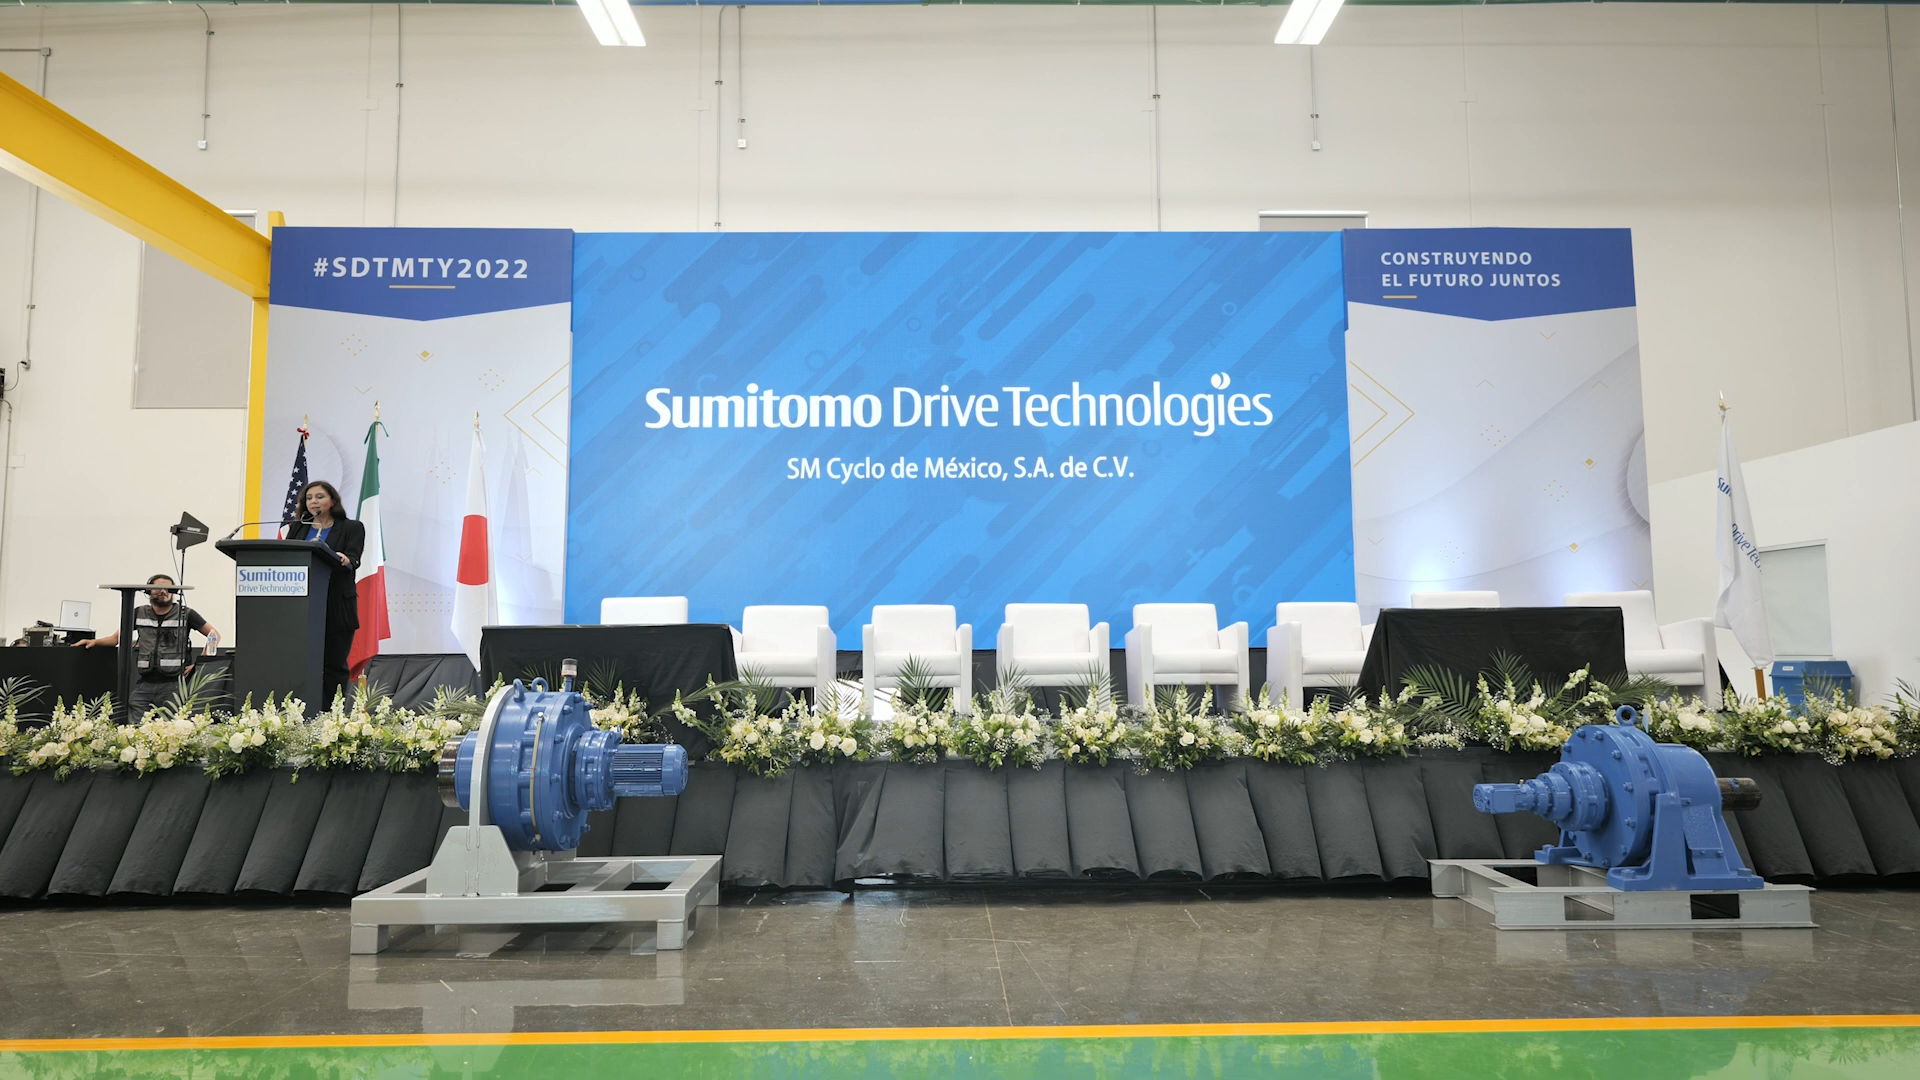 #SDTMTY2022
CONSTRUYENDO
EL FUTURO JUNTOS
Sumitomo Drive Technologies
SM Cyclo de México, S.A. de C.V.
Sumitomo
Drive Technologies